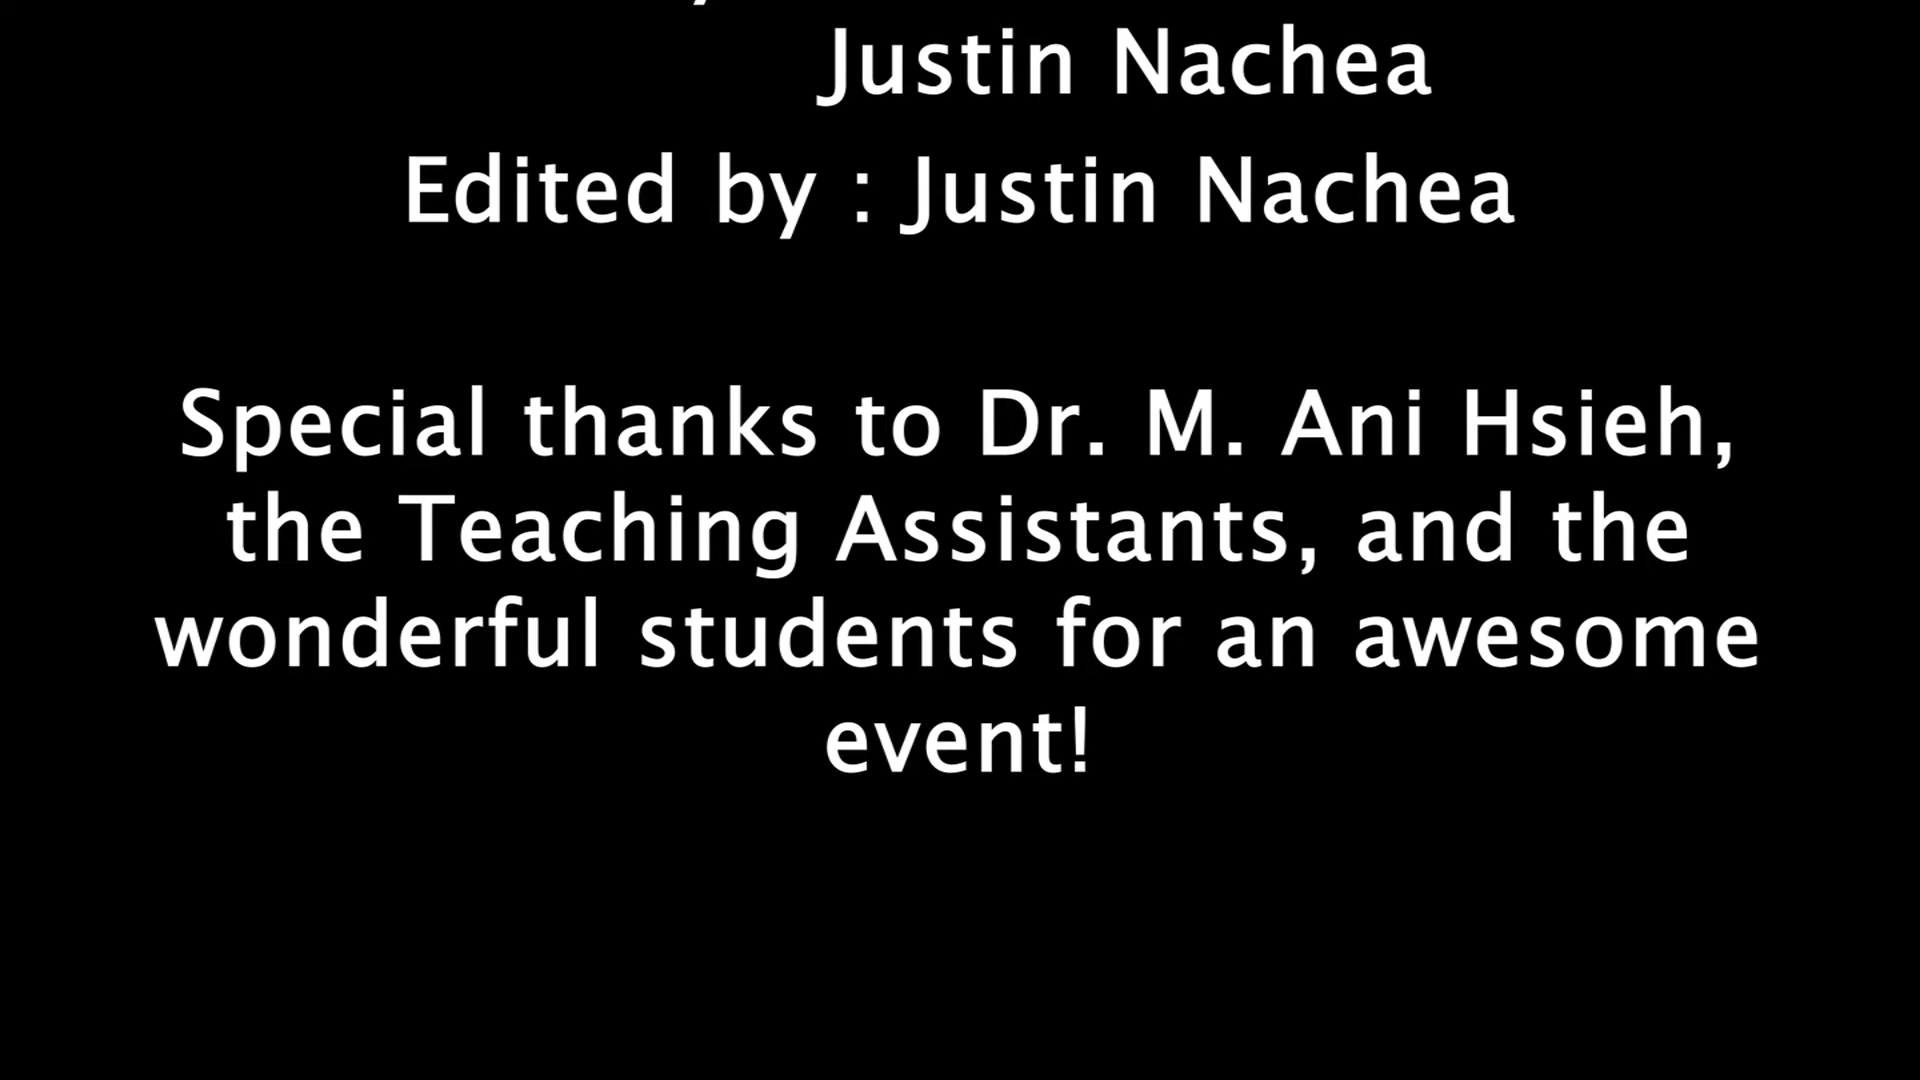 Justin Nachea
Edited by : Justin Nachea
Special thanks to Dr. M. Ani Hsieh,
the Teaching Assistants, and the
wonderful students for an awesome
event!